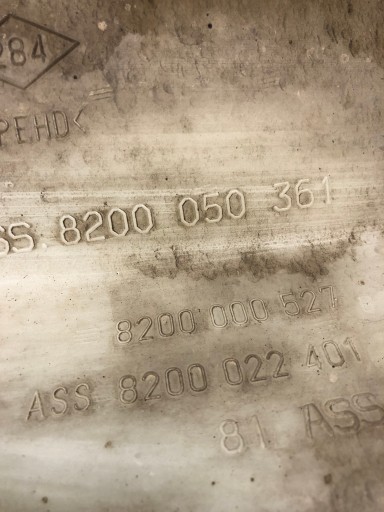 284
PEHD<
SS. 8200 050 361
8200 000 527
ASS 8200 022 401
81 ASS